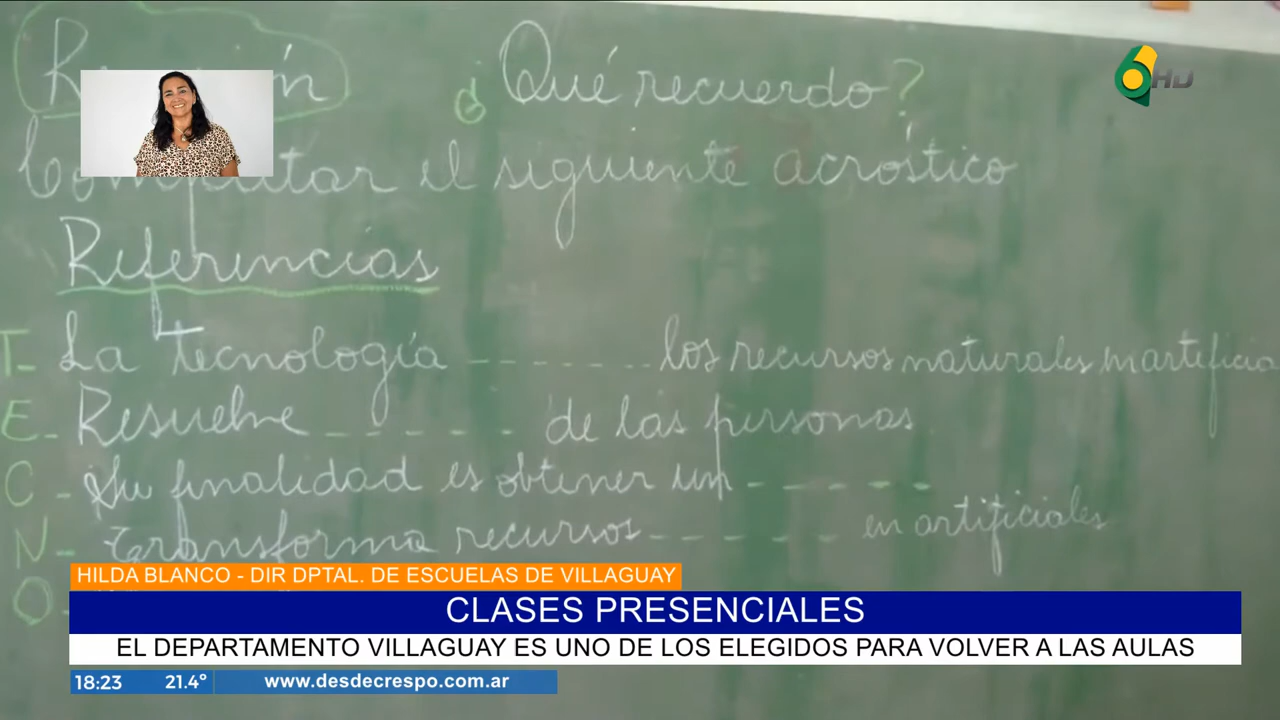 ¿Qué recuerdo?
el siguiente acróstico
Referencias
T- La tecnología ------ los recursos naturales
E- Resuelve ------ de las personas
C- Su finalidad es obtener un ------
N- transforma recursos ------ en artificiales
O-
6HD
HILDA BLANCO - DIR DPTAL. DE ESCUELAS DE VILLAGUAY
CLASES PRESENCIALES
EL DEPARTAMENTO VILLAGUAY ES UNO DE LOS ELEGIDOS PARA VOLVER A LAS AULAS
18:23 21.4° www.desdecrespo.com.ar